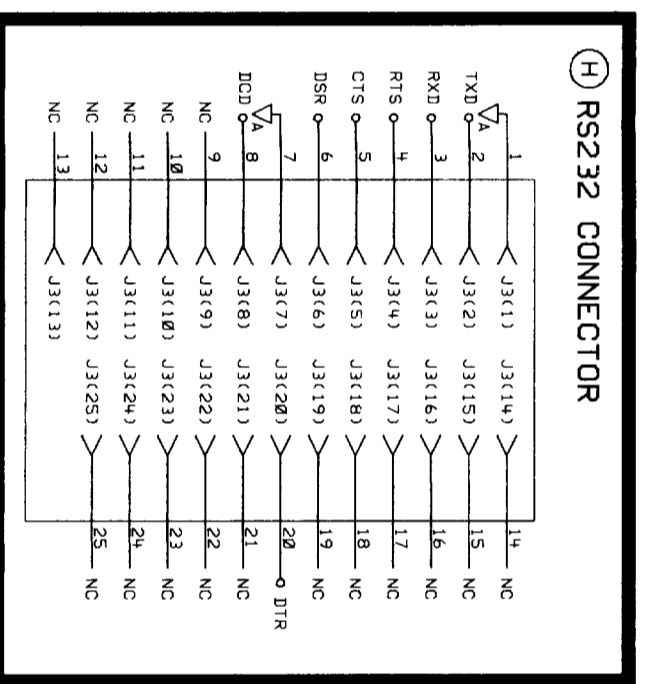 H RS232 CONNECTOR
A 1 J3(1) J3(14) 14 NC
TXD 2 J3(2) J3(15) 15 NC
RXD 3 J3(3) J3(16) 16 NC
RTS 4 J3(4) J3(17) 17 NC
CTS 5 J3(5) J3(18) 18 NC
DSR 6 J3(6) J3(19) 19 NC
A 7 J3(7) J3(20) 20 DTR
DCD 8 J3(8) J3(21) 21 NC
NC 9 J3(9) J3(22) 22 NC
NC 10 J3(10) J3(23) 23 NC
NC 11 J3(11) J3(24) 24 NC
NC 12 J3(12) J3(25) 25 NC
NC 13 J3(13)